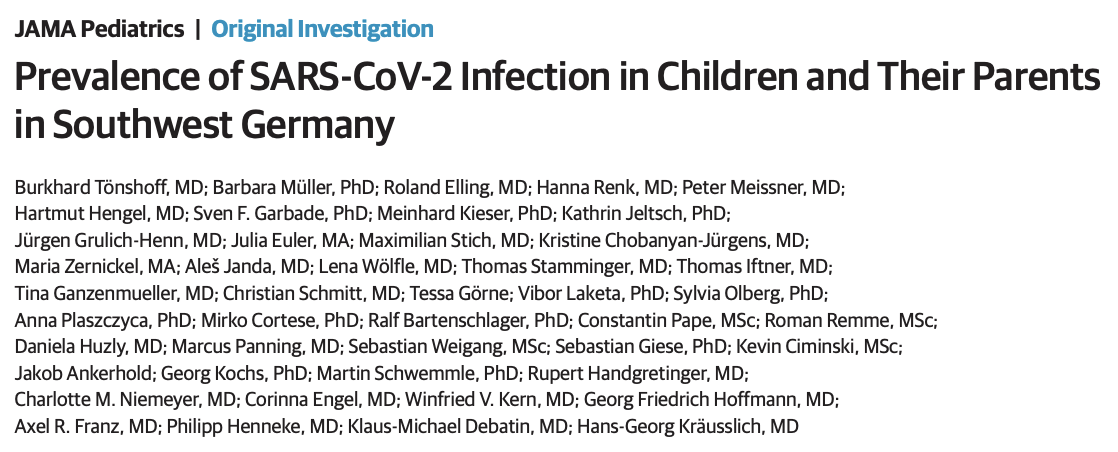 JAMA Pediatrics | Original Investigation
Prevalence of SARS-CoV-2 Infection in Children and Their Parents
in Southwest Germany
Burkhard Tönshoff, MD; Barbara Müller, PhD; Roland Elling, MD; Hanna Renk, MD; Peter Meissner, MD;
Hartmut Hengel, MD; Sven F. Garbade, PhD; Meinhard Kieser, PhD; Kathrin Jeltsch, PhD;
Jürgen Grulich-Henn, MD; Julia Euler, MA; Maximilian Stich, MD; Kristine Chobanyan-Jürgens, MD;
Maria Zernickel, MA; Aleš Janda, MD; Lena Wölfle, MD; Thomas Stamminger, MD; Thomas Iftner, MD;
Tina Ganzenmueller, MD; Christian Schmitt, MD; Tessa Görne; Vibor Laketa, PhD; Sylvia Olberg, PhD;
Anna Plaszczyca, PhD; Mirko Cortese, PhD; Ralf Bartenschlager, PhD; Constantin Pape, MSc; Roman Remme, MSc;
Daniela Huzly, MD; Marcus Panning, MD; Sebastian Weigang, MSc; Sebastian Giese, PhD; Kevin Ciminski, MSc;
Jakob Ankerhold; Georg Kochs, PhD; Martin Schwemmle, PhD; Rupert Handgretinger, MD;
Charlotte M. Niemeyer, MD; Corinna Engel, MD; Winfried V. Kern, MD; Georg Friedrich Hoffmann, MD;
Axel R. Franz, MD; Philipp Henneke, MD; Klaus-Michael Debatin, MD; Hans-Georg Kräusslich, MD